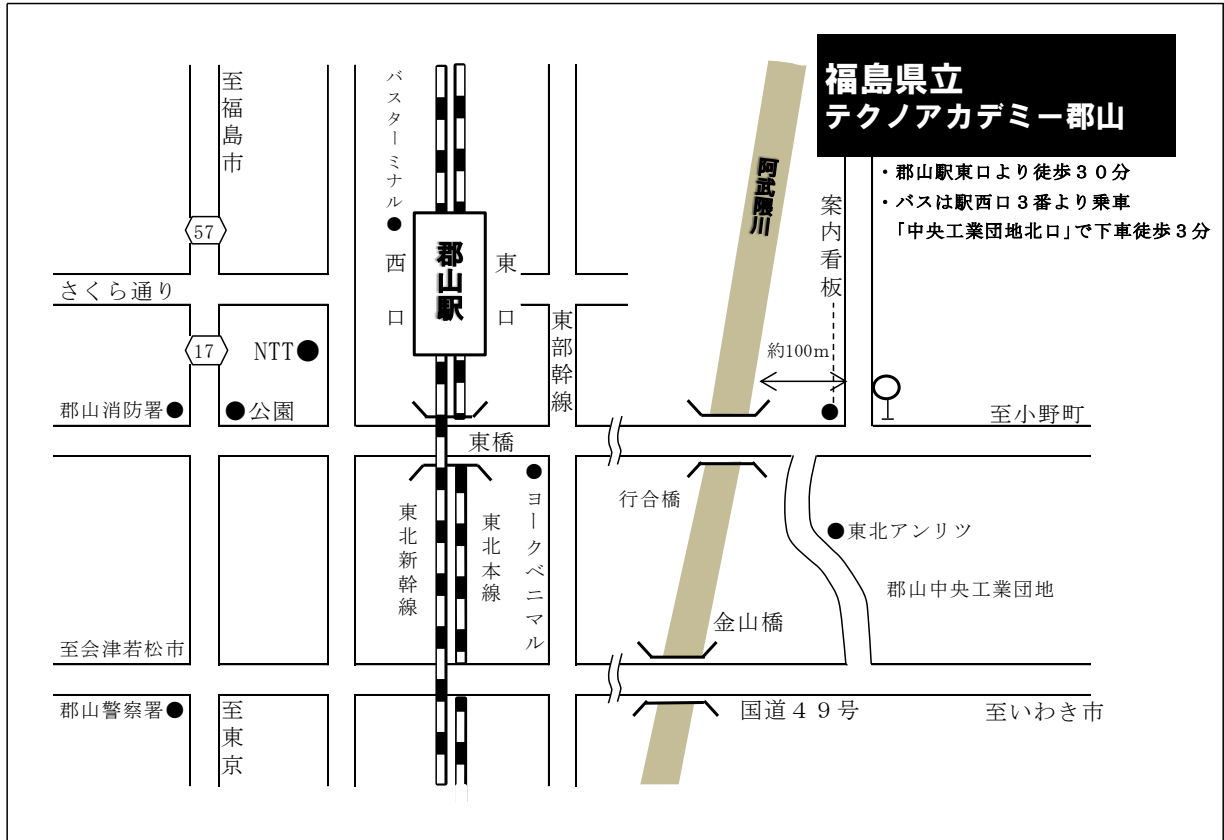 福島県立
テクノアカデミー郡山
・郡山駅東口より徒歩３０分
・バスは駅西口３番より乗車
「中央工業団地北口」で下車徒歩３分
至福島市
バスターミナル
阿武隈川
案内看板
57
郡山駅
西口
東口
さくら通り
東部幹線
17
NTT
約100m
郡山消防署
公園
至小野町
東橋
ヨークベニマル
行合橋
東北新幹線
東北本線
東北アンリツ
郡山中央工業団地
金山橋
至会津若松市
郡山警察署
至東京
国道４９号
至いわき市